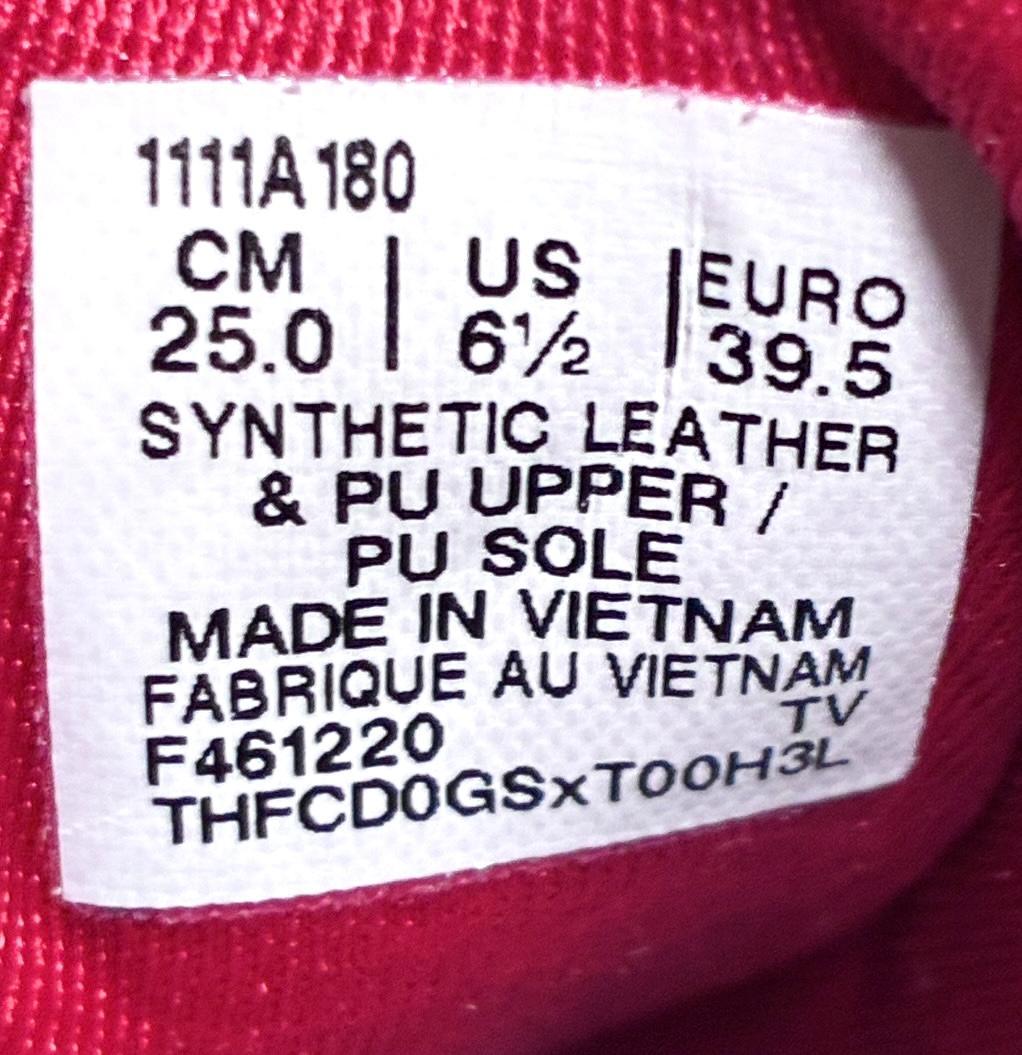 1111A180
CM | US | EURO
25.0 | 6½ | 39.5
SYNTHETIC LEATHER
& PU UPPER /
PU SOLE
MADE IN VIETNAM
FABRIQUE AU VIETNAM
F461220 TV
THFCD0GSxTOOH3L